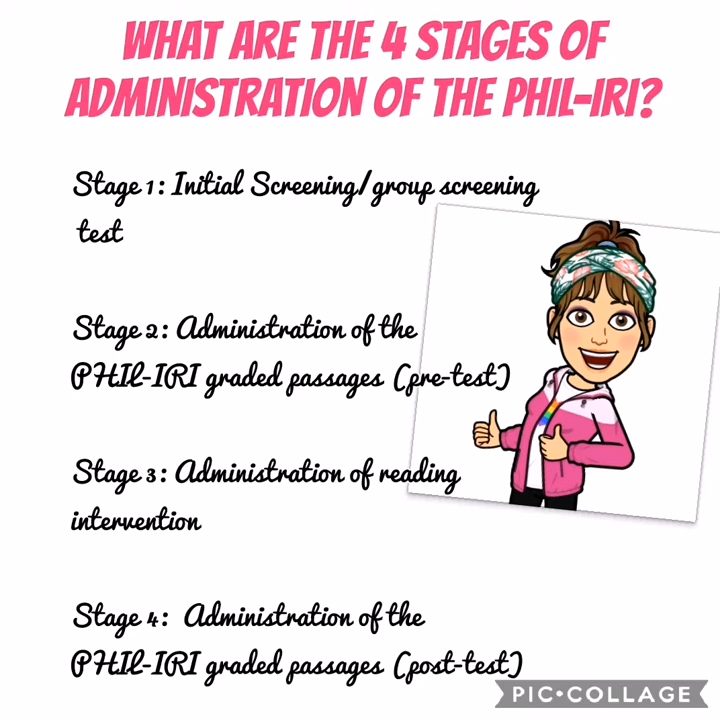 WHAT ARE THE 4 STAGES OF
ADMINISTRATION OF THE PHIL-IRI?
Stage 1: Initial Screening/group screening
test
Stage 2: Administration of the
PHIL-IRI graded passages (pre-test)
Stage 3: Administration of reading
intervention
Stage 4: Administration of the
PHIL-IRI graded passages (post-test)
PIC•COLLAGE